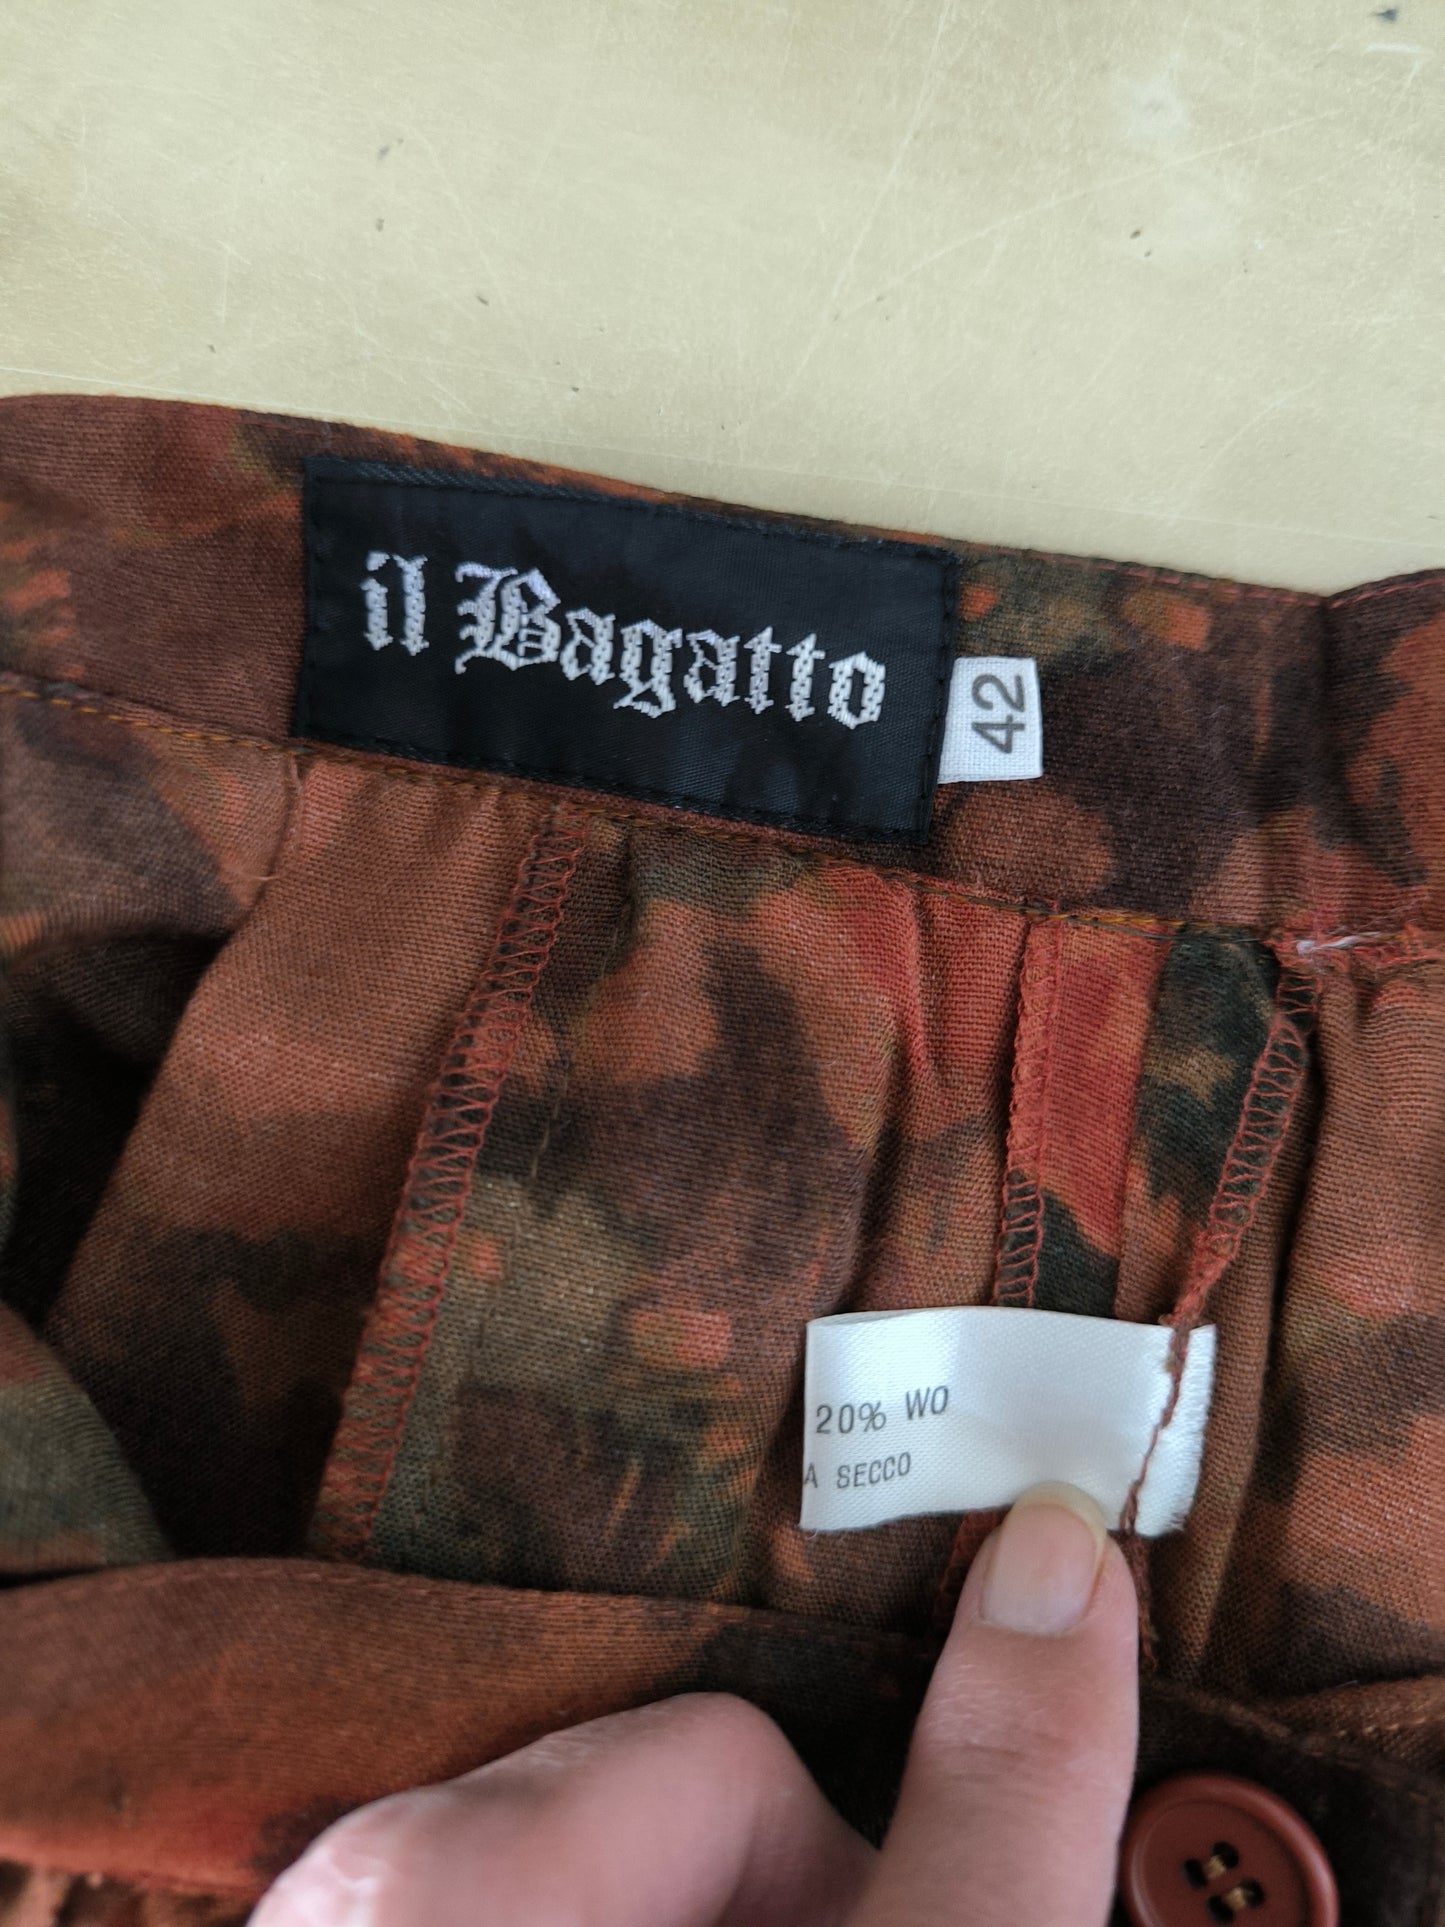 il Bagatto
42
20% WO
A SECCO